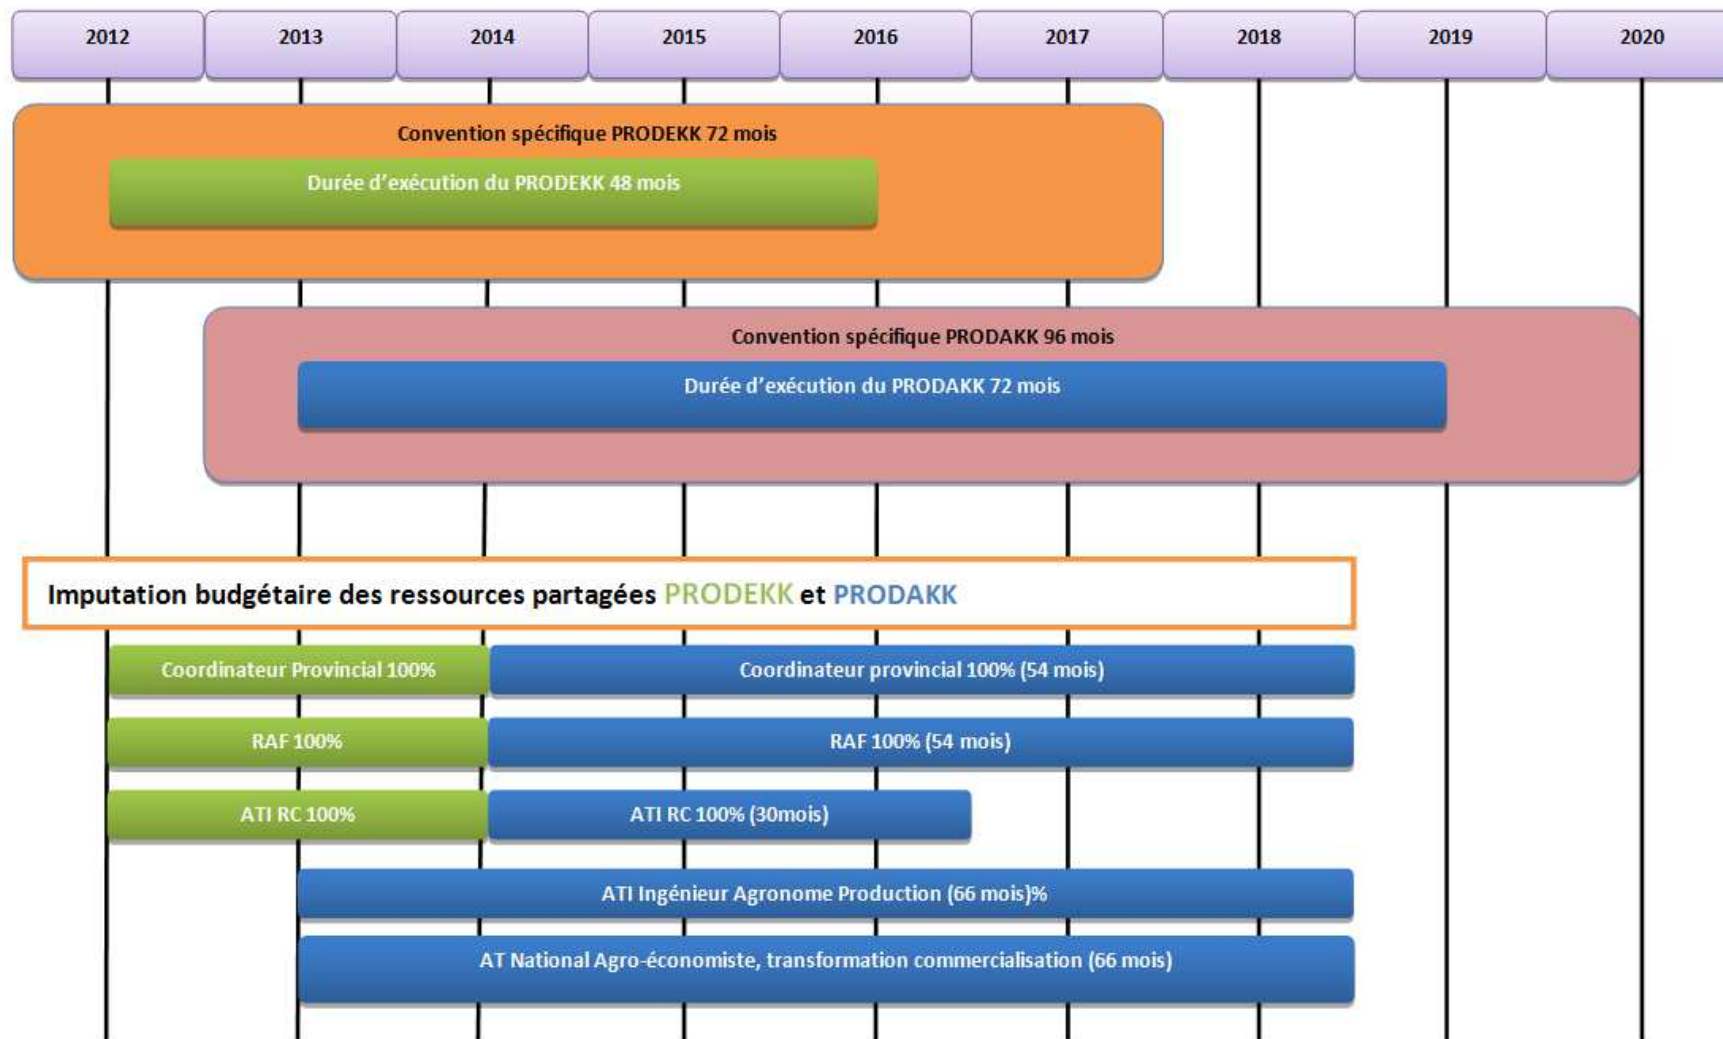 2012 2013 2014 2015 2016 2017 2018 2019 2020
Convention spécifique PRODEKK 72 mois
Durée d'exécution du PRODEKK 48 mois
Convention spécifique PRODAKK 96 mois
Durée d'exécution du PRODAKK 72 mois
Imputation budgétaire des ressources partagées PRODEKK et PRODAKK
Coordinateur Provincial 100% Coordinateur provincial 100% (54 mois)
RAF 100% RAF 100% (54 mois)
ATI RC 100% ATI RC 100% (30mois)
ATI Ingénieur Agronome Production (66 mois)%
AT National Agro-économiste, transformation commercialisation (66 mois)